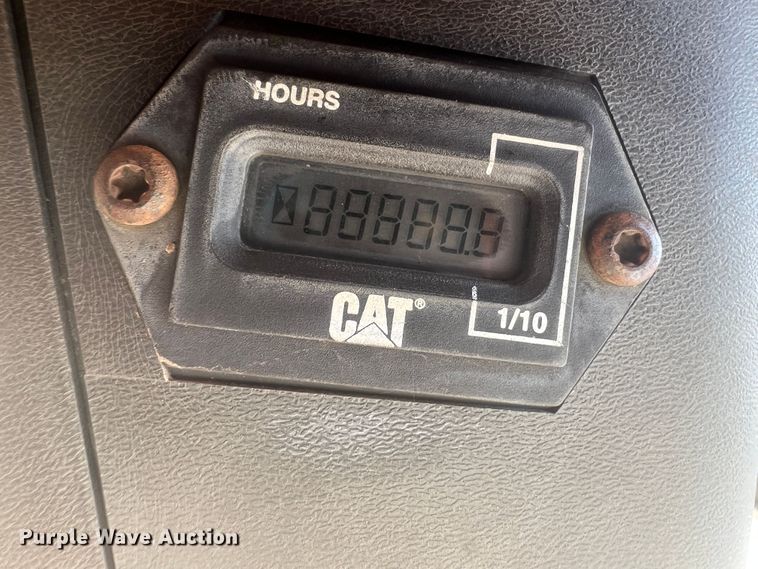 HOURS
CAT®
1/10
Purple Wave Auction